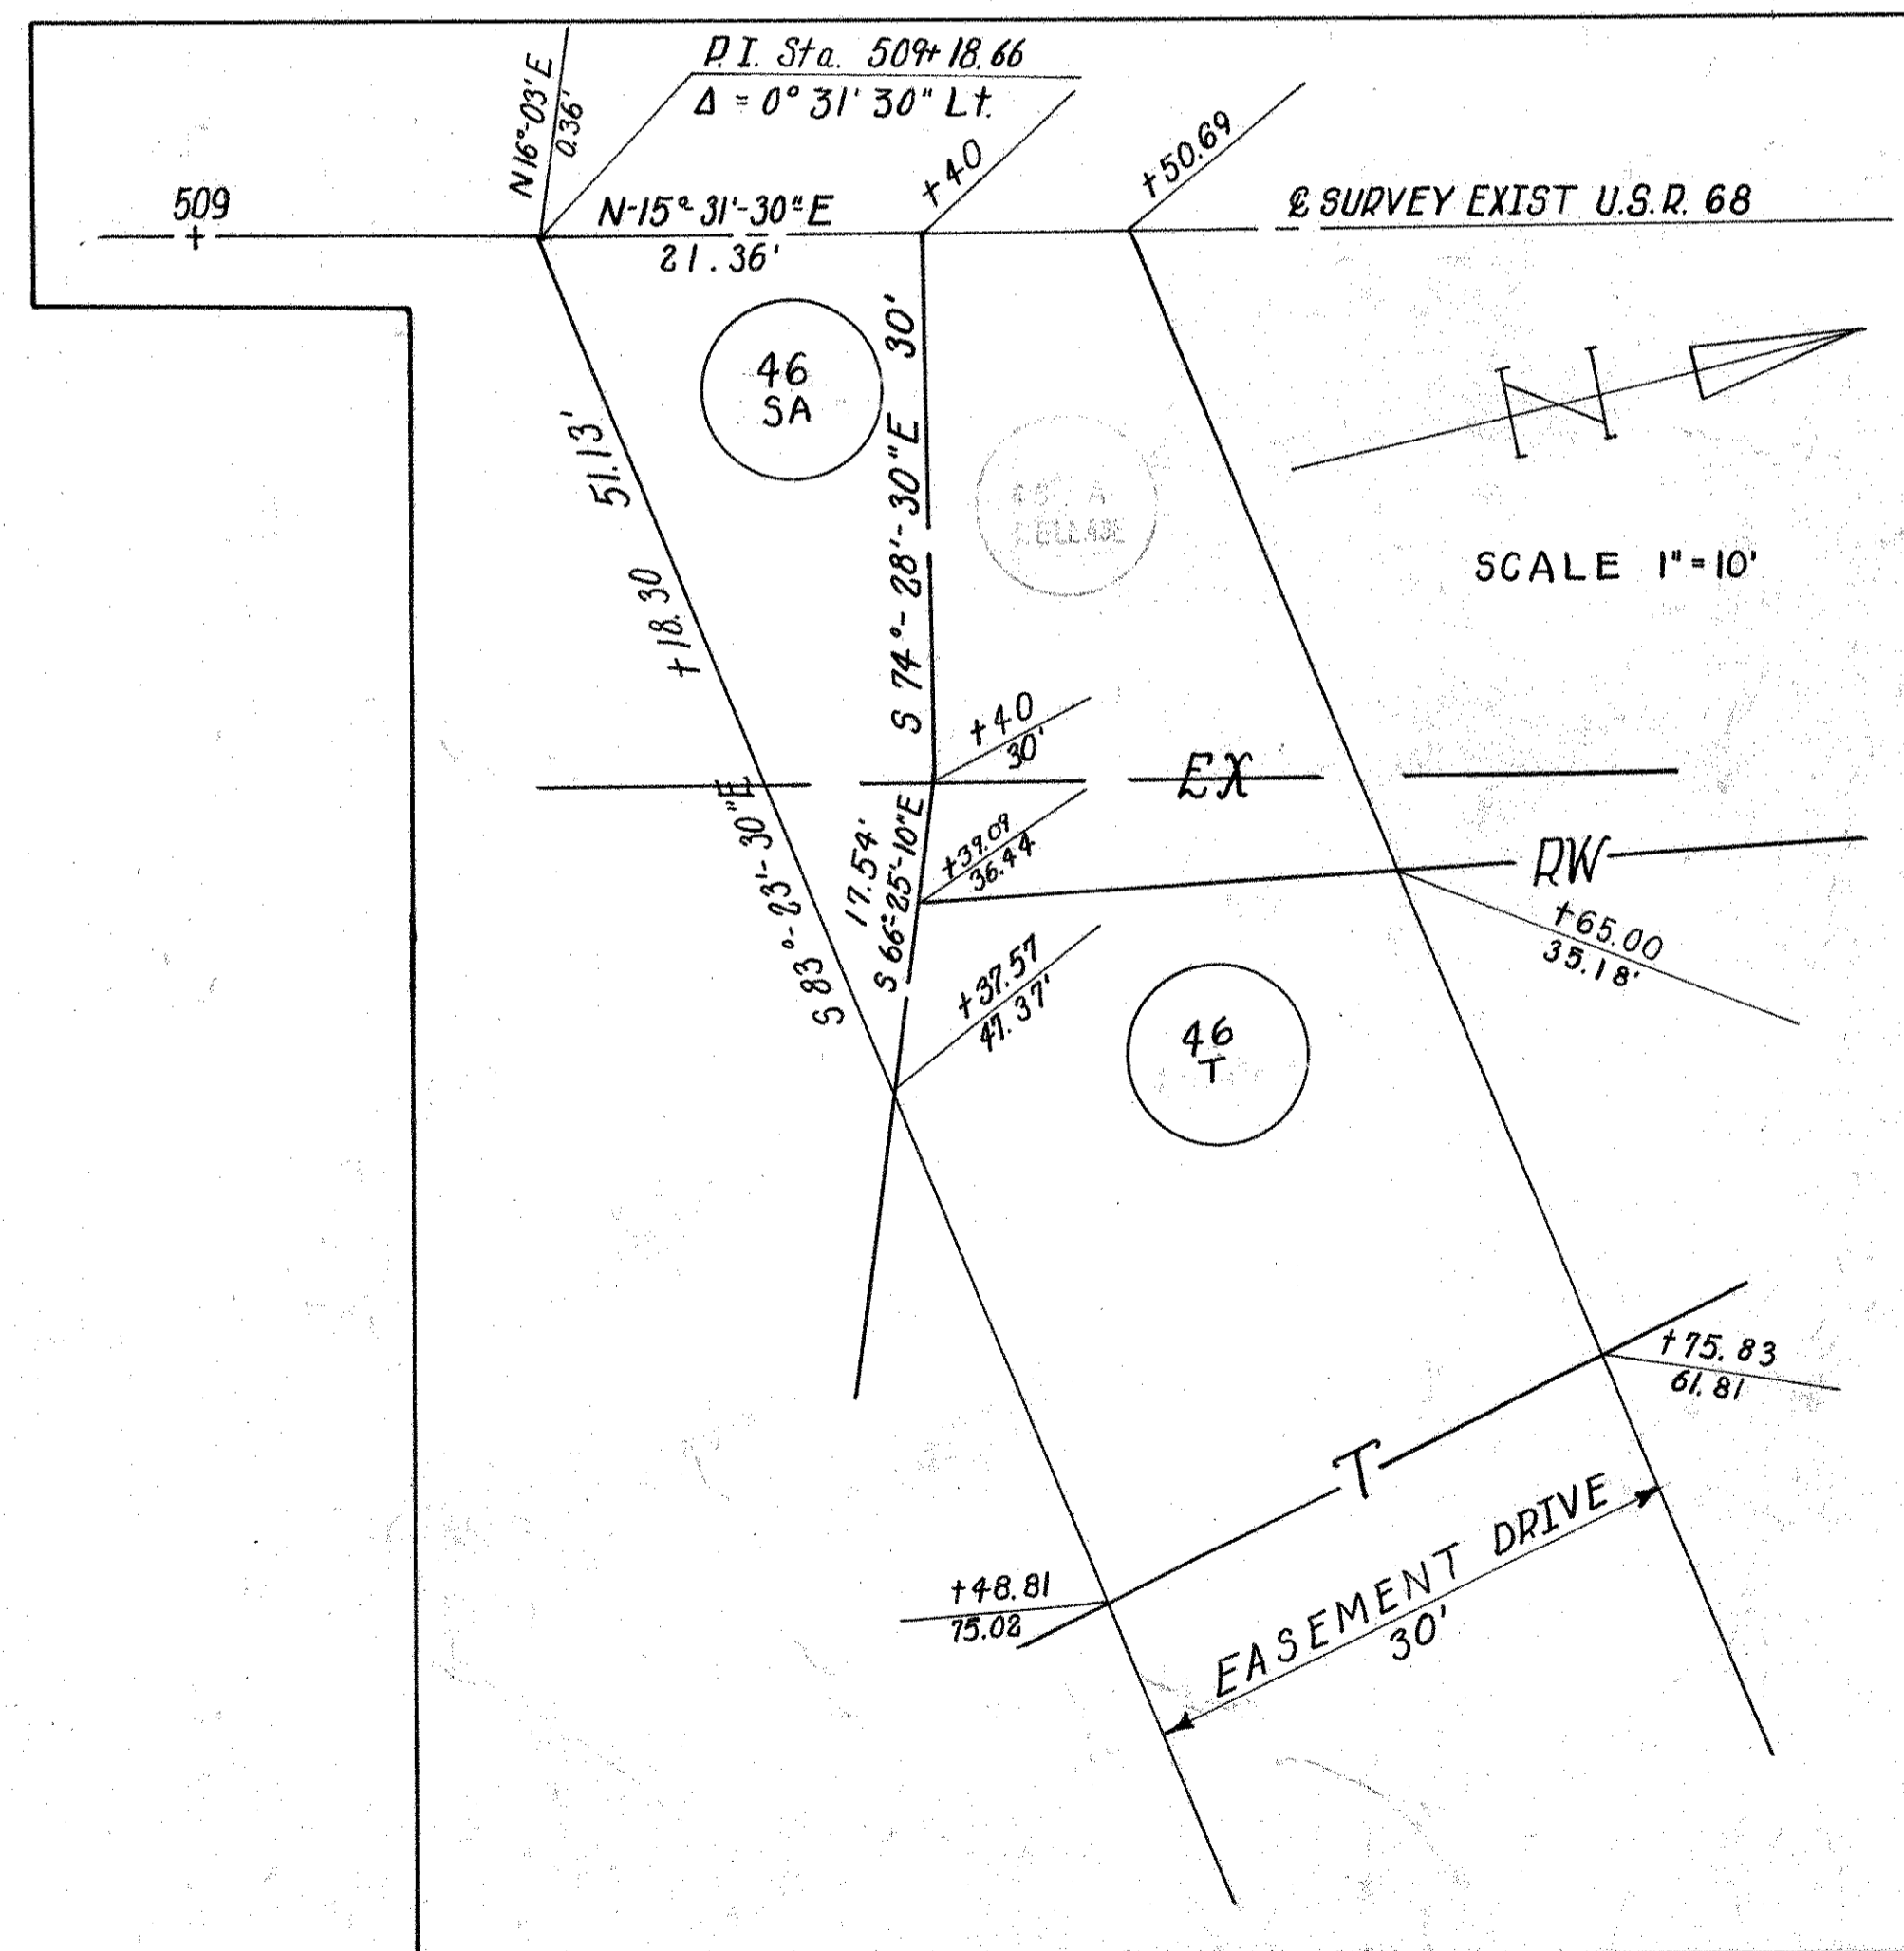 P.I. Sta. 509+18.66
Δ = 0° 31' 30" Lt.
N16°-03'E
0.36'
+40
+50.69
509
N-15°-31'-30"E
21.36'
℄ SURVEY EXIST U.S.R. 68
46
SA
51.13'
+18.30
S 83°-23'-30"E
S 74°-28'-30"E 30'
SCALE 1"=10'
+40
30'
EX
17.54'
S 66°-25'-10"E
+39.09
36.44
RW
+65.00
35.18'
+37.57
47.37'
46
T
+75.83
61.81
T
+48.81
75.02
EASEMENT DRIVE
30'